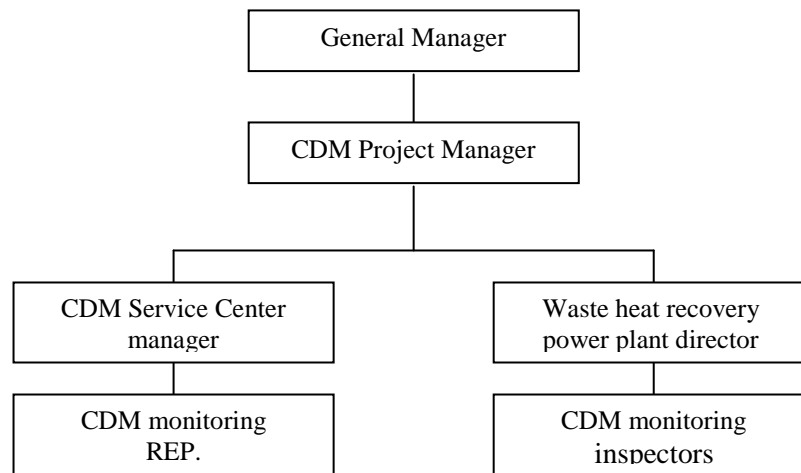 General Manager
CDM Project Manager
CDM Service Center
manager
Waste heat recovery
power plant director
CDM monitoring
REP.
CDM monitoring
inspectors